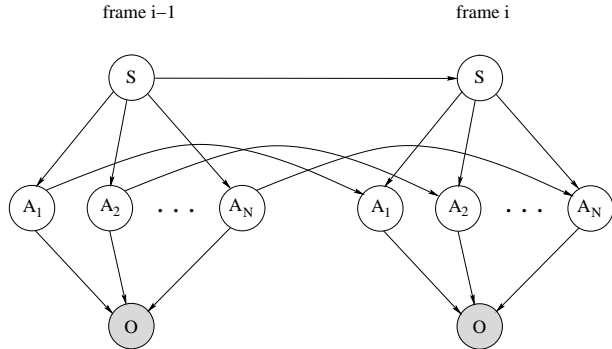 frame i–1 frame i
S S
A1 A2 . . . AN A1 A2 . . . AN
O O